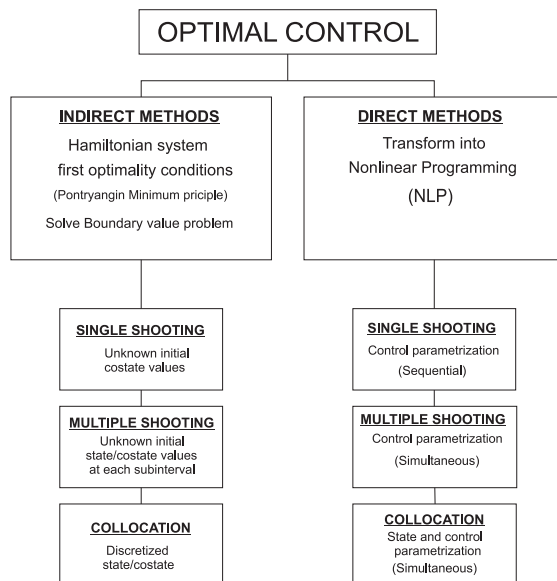 OPTIMAL CONTROL
INDIRECT METHODS
Hamiltonian system
first optimality conditions
(Pontryangin Minimum priciple)
Solve Boundary value problem
DIRECT METHODS
Transform into
Nonlinear Programming
(NLP)
SINGLE SHOOTING
Unknown initial
costate values
MULTIPLE SHOOTING
Unknown initial
state/costate values
at each subinterval
COLLOCATION
Discretized
state/costate
SINGLE SHOOTING
Control parametrization
(Sequential)
MULTIPLE SHOOTING
Control parametrization
(Simultaneous)
COLLOCATION
State and control
parametrization
(Simultaneous)